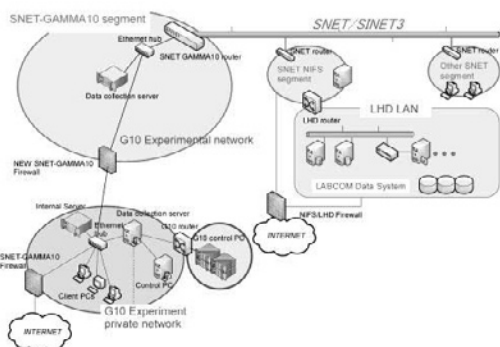 SNET-GAMMA10 segment
SNET/SINET3
Ethernet hub
SNET GAMMA10 router
SNET router
SNET router
SNET NIFS
segment
Other SNET
segment
Data collection server
LHD LAN
LHD router
G10 Experimental network
NEW SNET-GAMMA10
Firewall
LABCOM Data System
Internal Server
Data collection server
Ethernet
hub
G10 router
NIFS/LHD Firewall
INTERNET
G10 control PC
SNET-GAMMA10
Firewall
Client PCs
Control PC
G10 Experiment
private network
INTERNET